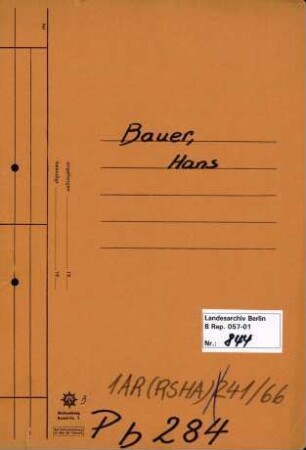 Bauer,
Hans
Landesarchiv Berlin
B Rep. 057-01
Nr.: 844
1AR (RSHA) 241/66
Pb 284